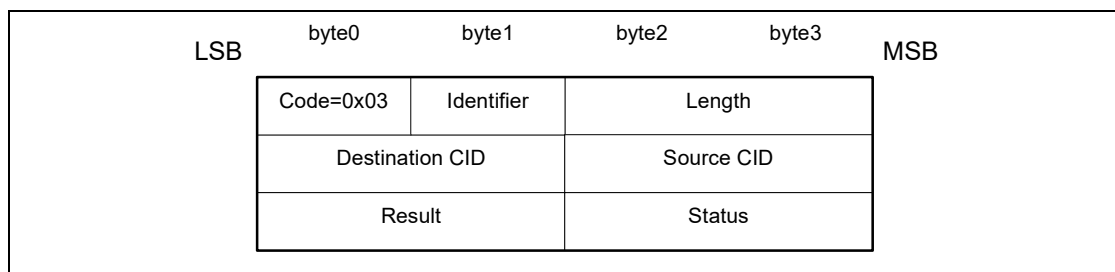 byte0 byte1 byte2 byte3
LSB MSB
Code=0x03 Identifier Length
Destination CID Source CID
Result Status